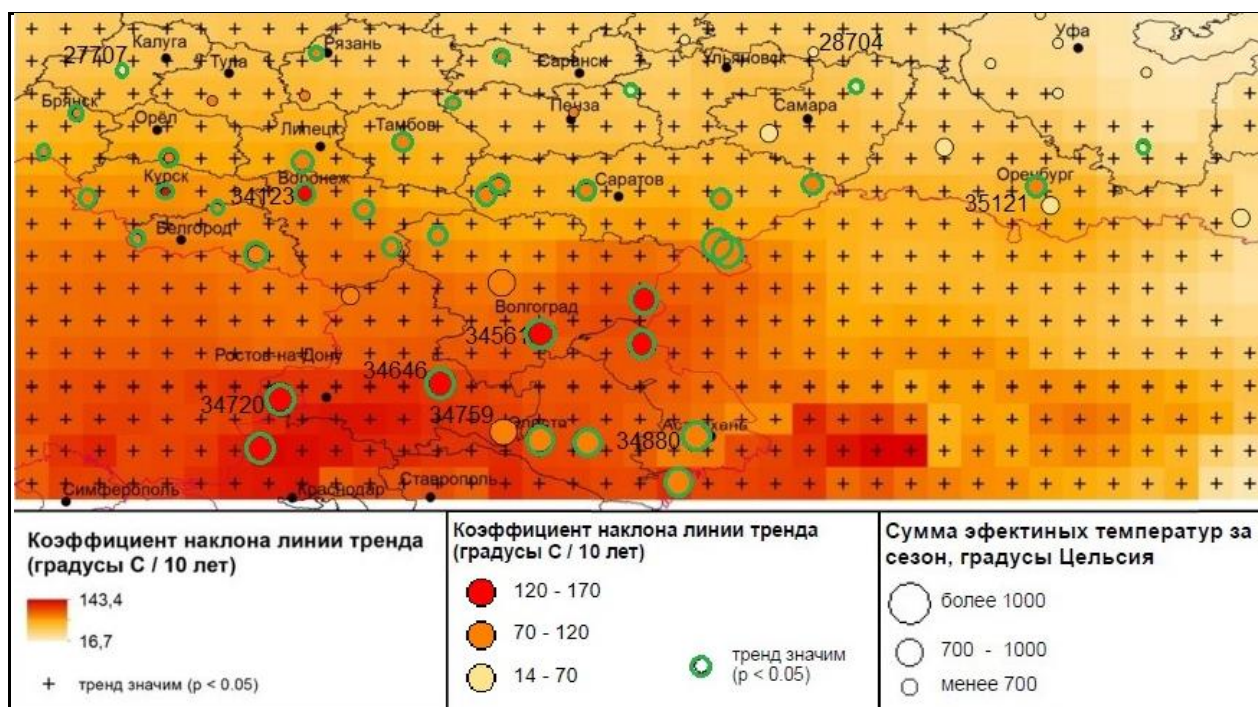 Калуга
Рязань
28704
Уфа
27707
Тула
Саранск
Ульяновск
Брянск
Орёл
Липецк
Тамбов
Пенза
Самара
Курск
Воронеж
34123
Саратов
Оренбург
35121
Белгород
Волгоград
34561
Ростов-на-Дону
34646
34720
34759
Элиста
34880
Астрахань
Симферополь
Краснодар
Ставрополь
Коэффициент наклона линии тренда
(градусы С / 10 лет)
143,4
16,7
+ тренд значим (p < 0.05)
Коэффициент наклона линии тренда
(градусы С / 10 лет)
120 - 170
70 - 120
14 - 70
тренд значим
(p < 0.05)
Сумма эфектиных температур за
сезон, градусы Цельсия
более 1000
700 - 1000
менее 700